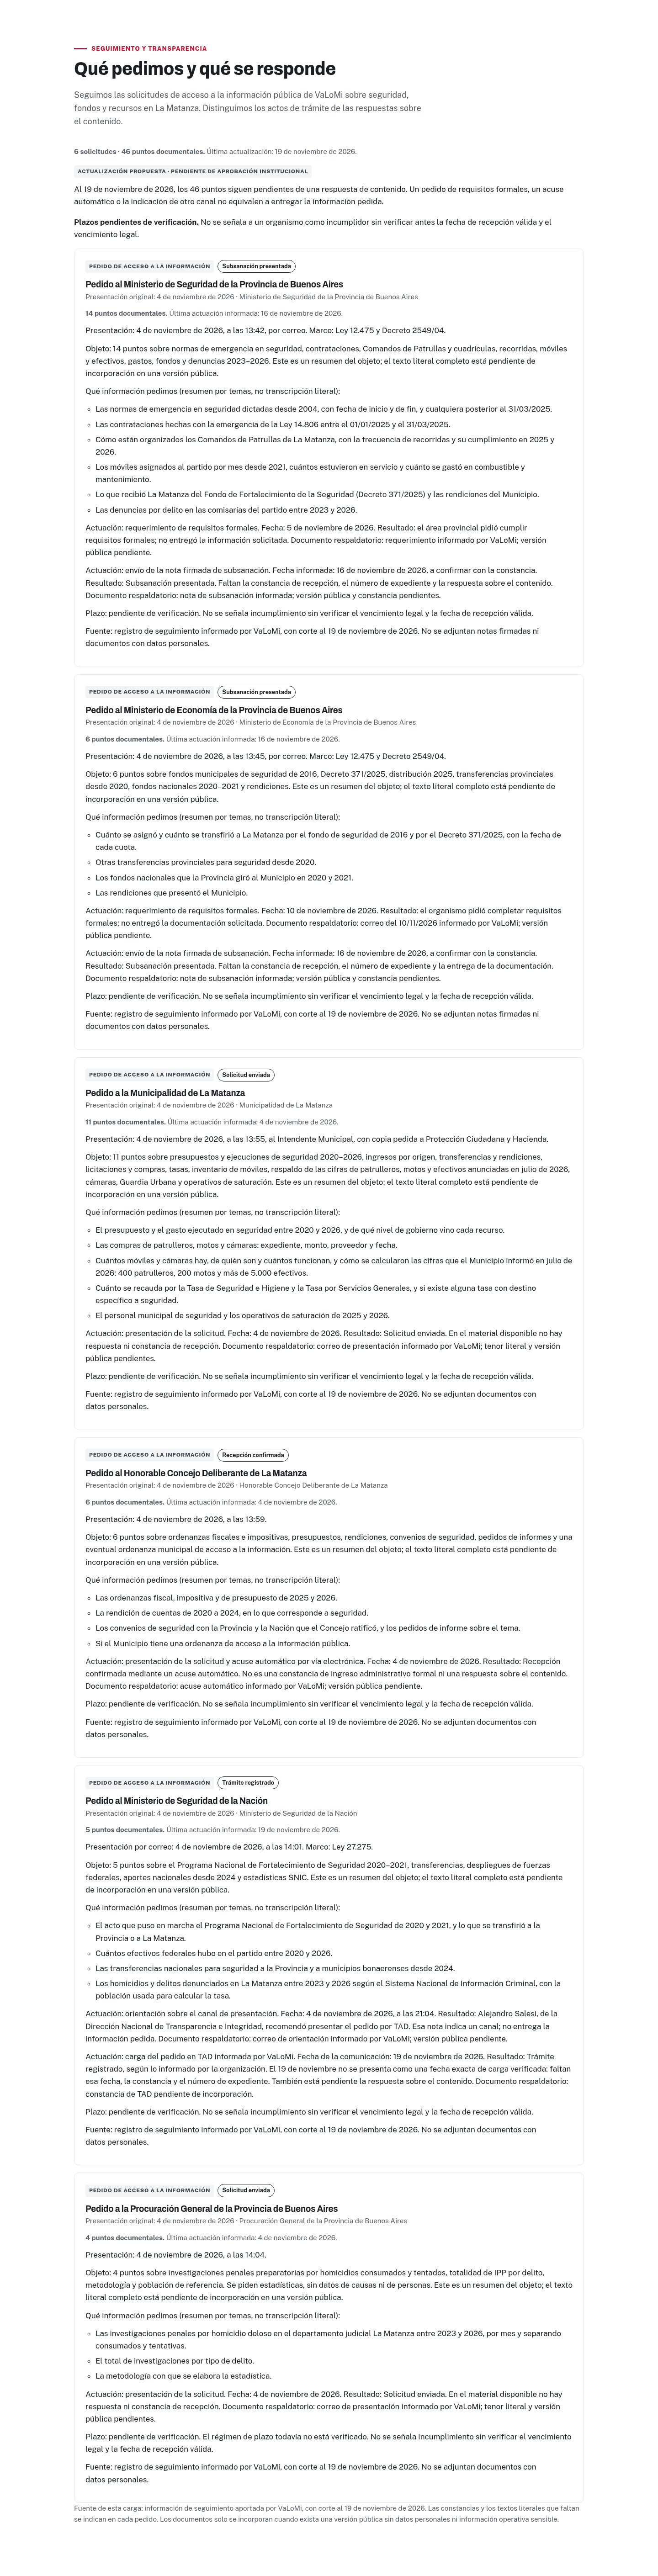 SEGUIMIENTO Y TRANSPARENCIA
Qué pedimos y qué se responde
Seguimos las solicitudes de acceso a la información pública de VaLoMi sobre seguridad,
fondos y recursos en La Matanza. Distinguimos los actos de trámite de las respuestas sobre
el contenido.
6 solicitudes · 46 puntos documentales. Última actualización: 19 de noviembre de 2026.
ACTUALIZACIÓN PROPUESTA · PENDIENTE DE APROBACIÓN INSTITUCIONAL
Al 19 de noviembre de 2026, los 46 puntos siguen pendientes de una respuesta de contenido. Un pedido de requisitos formales, un acuse
automático o la indicación de otro canal no equivalen a entregar la información pedida.
Plazos pendientes de verificación. No se señala a un organismo como incumplidor sin verificar antes la fecha de recepción válida y el
vencimiento legal.
PEDIDO DE ACCESO A LA INFORMACIÓN Subsanación presentada
Pedido al Ministerio de Seguridad de la Provincia de Buenos Aires
Presentación original: 4 de noviembre de 2026 · Ministerio de Seguridad de la Provincia de Buenos Aires
14 puntos documentales. Última actuación informada: 16 de noviembre de 2026.
Presentación: 4 de noviembre de 2026, a las 13:42, por correo. Marco: Ley 12.475 y Decreto 2549/04.
Objeto: 14 puntos sobre normas de emergencia en seguridad, contrataciones, Comandos de Patrullas y cuadrículas, recorridas, móviles
y efectivos, gastos, fondos y denuncias 2023–2026. Este es un resumen del objeto; el texto literal completo está pendiente de
incorporación en una versión pública.
Qué información pedimos (resumen por temas, no transcripción literal):
◦ Las normas de emergencia en seguridad dictadas desde 2004, con fecha de inicio y de fin, y cualquiera posterior al 31/03/2025.
◦ Las contrataciones hechas con la emergencia de la Ley 14.806 entre el 01/01/2025 y el 31/03/2025.
◦ Cómo están organizados los Comandos de Patrullas de La Matanza, con la frecuencia de recorridas y su cumplimiento en 2025 y
2026.
◦ Los móviles asignados al partido por mes desde 2021, cuántos estuvieron en servicio y cuánto se gastó en combustible y
mantenimiento.
◦ Lo que recibió La Matanza del Fondo de Fortalecimiento de la Seguridad (Decreto 371/2025) y las rendiciones del Municipio.
◦ Las denuncias por delito en las comisarías del partido entre 2023 y 2026.
Actuación: requerimiento de requisitos formales. Fecha: 5 de noviembre de 2026. Resultado: el área provincial pidió cumplir
requisitos formales; no entregó la información solicitada. Documento respaldatorio: requerimiento informado por VaLoMi; versión
pública pendiente.
Actuación: envío de la nota firmada de subsanación. Fecha informada: 16 de noviembre de 2026, a confirmar con la constancia.
Resultado: Subsanación presentada. Faltan la constancia de recepción, el número de expediente y la respuesta sobre el contenido.
Documento respaldatorio: nota de subsanación informada; versión pública y constancia pendientes.
Plazo: pendiente de verificación. No se señala incumplimiento sin verificar el vencimiento legal y la fecha de recepción válida.
Fuente: registro de seguimiento informado por VaLoMi, con corte al 19 de noviembre de 2026. No se adjuntan notas firmadas ni
documentos con datos personales.
PEDIDO DE ACCESO A LA INFORMACIÓN Subsanación presentada
Pedido al Ministerio de Economía de la Provincia de Buenos Aires
Presentación original: 4 de noviembre de 2026 · Ministerio de Economía de la Provincia de Buenos Aires
6 puntos documentales. Última actuación informada: 16 de noviembre de 2026.
Presentación: 4 de noviembre de 2026, a las 13:45, por correo. Marco: Ley 12.475 y Decreto 2549/04.
Objeto: 6 puntos sobre fondos municipales de seguridad de 2016, Decreto 371/2025, distribución 2025, transferencias provinciales
desde 2020, fondos nacionales 2020–2021 y rendiciones. Este es un resumen del objeto; el texto literal completo está pendiente de
incorporación en una versión pública.
Qué información pedimos (resumen por temas, no transcripción literal):
◦ Cuánto se asignó y cuánto se transfirió a La Matanza por el fondo de seguridad de 2016 y por el Decreto 371/2025, con la fecha de
cada cuota.
◦ Otras transferencias provinciales para seguridad desde 2020.
◦ Los fondos nacionales que la Provincia giró al Municipio en 2020 y 2021.
◦ Las rendiciones que presentó el Municipio.
Actuación: requerimiento de requisitos formales. Fecha: 10 de noviembre de 2026. Resultado: el organismo pidió completar requisitos
formales; no entregó la documentación solicitada. Documento respaldatorio: correo del 10/11/2026 informado por VaLoMi; versión
pública pendiente.
Actuación: envío de la nota firmada de subsanación. Fecha informada: 16 de noviembre de 2026, a confirmar con la constancia.
Resultado: Subsanación presentada. Faltan la constancia de recepción, el número de expediente y la entrega de la documentación.
Documento respaldatorio: nota de subsanación informada; versión pública y constancia pendientes.
Plazo: pendiente de verificación. No se señala incumplimiento sin verificar el vencimiento legal y la fecha de recepción válida.
Fuente: registro de seguimiento informado por VaLoMi, con corte al 19 de noviembre de 2026. No se adjuntan notas firmadas ni
documentos con datos personales.
PEDIDO DE ACCESO A LA INFORMACIÓN Solicitud enviada
Pedido a la Municipalidad de La Matanza
Presentación original: 4 de noviembre de 2026 · Municipalidad de La Matanza
11 puntos documentales. Última actuación informada: 4 de noviembre de 2026.
Presentación: 4 de noviembre de 2026, a las 13:55, al Intendente Municipal, con copia pedida a Protección Ciudadana y Hacienda.
Objeto: 11 puntos sobre presupuestos y ejecuciones de seguridad 2020–2026, ingresos por origen, transferencias y rendiciones,
licitaciones y compras, tasas, inventario de móviles, respaldo de las cifras de patrulleros, motos y efectivos anunciadas en julio de 2026,
cámaras, Guardia Urbana y operativos de saturación. Este es un resumen del objeto; el texto literal completo está pendiente de
incorporación en una versión pública.
Qué información pedimos (resumen por temas, no transcripción literal):
◦ El presupuesto y el gasto ejecutado en seguridad entre 2020 y 2026, y de qué nivel de gobierno vino cada recurso.
◦ Las compras de patrulleros, motos y cámaras: expediente, monto, proveedor y fecha.
◦ Cuántos móviles y cámaras hay, de quién son y cuántos funcionan, y cómo se calcularon las cifras que el Municipio informó en julio de
2026: 400 patrulleros, 200 motos y más de 5.000 efectivos.
◦ Cuánto se recauda por la Tasa de Seguridad e Higiene y la Tasa por Servicios Generales, y si existe alguna tasa con destino
específico a seguridad.
◦ El personal municipal de seguridad y los operativos de saturación de 2025 y 2026.
Actuación: presentación de la solicitud. Fecha: 4 de noviembre de 2026. Resultado: Solicitud enviada. En el material disponible no hay
respuesta ni constancia de recepción. Documento respaldatorio: correo de presentación informado por VaLoMi; tenor literal y versión
pública pendientes.
Plazo: pendiente de verificación. No se señala incumplimiento sin verificar el vencimiento legal y la fecha de recepción válida.
Fuente: registro de seguimiento informado por VaLoMi, con corte al 19 de noviembre de 2026. No se adjuntan documentos con
datos personales.
PEDIDO DE ACCESO A LA INFORMACIÓN Recepción confirmada
Pedido al Honorable Concejo Deliberante de La Matanza
Presentación original: 4 de noviembre de 2026 · Honorable Concejo Deliberante de La Matanza
6 puntos documentales. Última actuación informada: 4 de noviembre de 2026.
Presentación: 4 de noviembre de 2026, a las 13:59.
Objeto: 6 puntos sobre ordenanzas fiscales e impositivas, presupuestos, rendiciones, convenios de seguridad, pedidos de informes y una
eventual ordenanza municipal de acceso a la información. Este es un resumen del objeto; el texto literal completo está pendiente de
incorporación en una versión pública.
Qué información pedimos (resumen por temas, no transcripción literal):
◦ Las ordenanzas fiscal, impositiva y de presupuesto de 2025 y 2026.
◦ La rendición de cuentas de 2020 a 2024, en lo que corresponde a seguridad.
◦ Los convenios de seguridad con la Provincia y la Nación que el Concejo ratificó, y los pedidos de informe sobre el tema.
◦ Si el Municipio tiene una ordenanza de acceso a la información pública.
Actuación: presentación de la solicitud y acuse automático por vía electrónica. Fecha: 4 de noviembre de 2026. Resultado: Recepción
confirmada mediante un acuse automático. No es una constancia de ingreso administrativo formal ni una respuesta sobre el contenido.
Documento respaldatorio: acuse automático informado por VaLoMi; versión pública pendiente.
Plazo: pendiente de verificación. No se señala incumplimiento sin verificar el vencimiento legal y la fecha de recepción válida.
Fuente: registro de seguimiento informado por VaLoMi, con corte al 19 de noviembre de 2026. No se adjuntan documentos con
datos personales.
PEDIDO DE ACCESO A LA INFORMACIÓN Trámite registrado
Pedido al Ministerio de Seguridad de la Nación
Presentación original: 4 de noviembre de 2026 · Ministerio de Seguridad de la Nación
5 puntos documentales. Última actuación informada: 19 de noviembre de 2026.
Presentación por correo: 4 de noviembre de 2026, a las 14:01. Marco: Ley 27.275.
Objeto: 5 puntos sobre el Programa Nacional de Fortalecimiento de Seguridad 2020–2021, transferencias, despliegues de fuerzas
federales, aportes nacionales desde 2024 y estadísticas SNIC. Este es un resumen del objeto; el texto literal completo está pendiente
de incorporación en una versión pública.
Qué información pedimos (resumen por temas, no transcripción literal):
◦ El acto que puso en marcha el Programa Nacional de Fortalecimiento de Seguridad de 2020 y 2021, y lo que se transfirió a la
Provincia o a La Matanza.
◦ Cuántos efectivos federales hubo en el partido entre 2020 y 2026.
◦ Las transferencias nacionales para seguridad a la Provincia y a municipios bonaerenses desde 2024.
◦ Los homicidios y delitos denunciados en La Matanza entre 2023 y 2026 según el Sistema Nacional de Información Criminal, con la
población usada para calcular la tasa.
Actuación: orientación sobre el canal de presentación. Fecha: 4 de noviembre de 2026, a las 21:04. Resultado: Alejandro Salesi, de la
Dirección Nacional de Transparencia e Integridad, recomendó presentar el pedido por TAD. Esa nota indica un canal; no entrega la
información pedida. Documento respaldatorio: correo de orientación informado por VaLoMi; versión pública pendiente.
Actuación: carga del pedido en TAD informada por VaLoMi. Fecha de la comunicación: 19 de noviembre de 2026. Resultado: Trámite
registrado, según lo informado por la organización. El 19 de noviembre no se presenta como una fecha exacta de carga verificada: faltan
esa fecha, la constancia y el número de expediente. También está pendiente la respuesta sobre el contenido. Documento respaldatorio:
constancia de TAD pendiente de incorporación.
Plazo: pendiente de verificación. No se señala incumplimiento sin verificar el vencimiento legal y la fecha de recepción válida.
Fuente: registro de seguimiento informado por VaLoMi, con corte al 19 de noviembre de 2026. No se adjuntan documentos con
datos personales.
PEDIDO DE ACCESO A LA INFORMACIÓN Solicitud enviada
Pedido a la Procuración General de la Provincia de Buenos Aires
Presentación original: 4 de noviembre de 2026 · Procuración General de la Provincia de Buenos Aires
4 puntos documentales. Última actuación informada: 4 de noviembre de 2026.
Presentación: 4 de noviembre de 2026, a las 14:04.
Objeto: 4 puntos sobre investigaciones penales preparatorias por homicidios consumados y tentados, totalidad de IPP por delito,
metodología y población de referencia. Se piden estadísticas, sin datos de causas ni de personas. Este es un resumen del objeto; el texto
literal completo está pendiente de incorporación en una versión pública.
Qué información pedimos (resumen por temas, no transcripción literal):
◦ Las investigaciones penales por homicidio doloso en el departamento judicial La Matanza entre 2023 y 2026, por mes y separando
consumados y tentativas.
◦ El total de investigaciones por tipo de delito.
◦ La metodología con que se elabora la estadística.
Actuación: presentación de la solicitud. Fecha: 4 de noviembre de 2026. Resultado: Solicitud enviada. En el material disponible no hay
respuesta ni constancia de recepción. Documento respaldatorio: correo de presentación informado por VaLoMi; tenor literal y versión
pública pendientes.
Plazo: pendiente de verificación. El régimen de plazo todavía no está verificado. No se señala incumplimiento sin verificar el vencimiento
legal y la fecha de recepción válida.
Fuente: registro de seguimiento informado por VaLoMi, con corte al 19 de noviembre de 2026. No se adjuntan documentos con
datos personales.
Fuente de esta carga: información de seguimiento aportada por VaLoMi, con corte al 19 de noviembre de 2026. Las constancias y los textos literales que faltan
se indican en cada pedido. Los documentos solo se incorporan cuando exista una versión pública sin datos personales ni información operativa sensible.